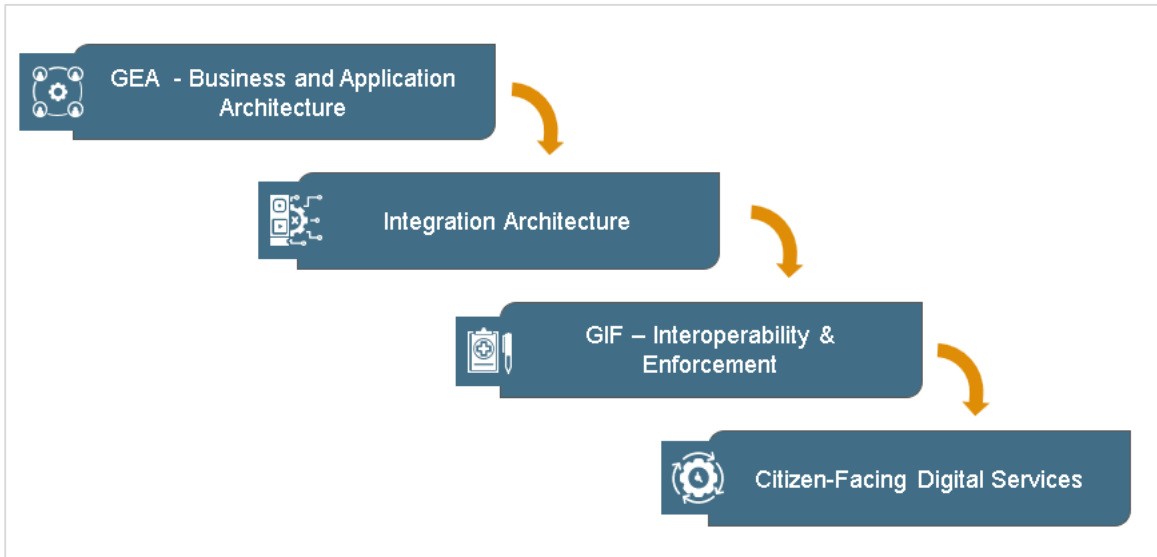 GEA - Business and Application
Architecture
Integration Architecture
GIF – Interoperability &
Enforcement
Citizen-Facing Digital Services